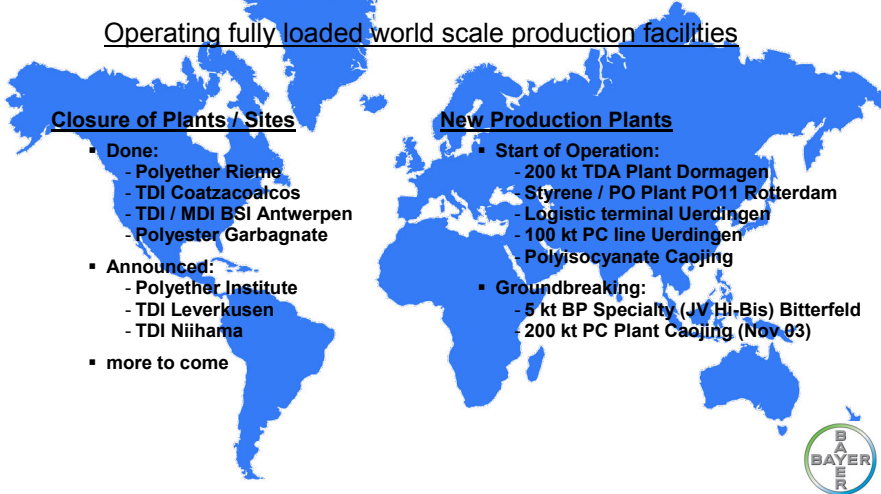 Operating fully loaded world scale production facilities
Closure of Plants / Sites
▪ Done:
- Polyether Rieme
- TDI Coatzacoalcos
- TDI / MDI BSI Antwerpen
- Polyester Garbagnate
▪ Announced:
- Polyether Institute
- TDI Leverkusen
- TDI Niihama
▪ more to come
New Production Plants
▪ Start of Operation:
- 200 kt TDA Plant Dormagen
- Styrene / PO Plant PO11 Rotterdam
- Logistic terminal Uerdingen
- 100 kt PC line Uerdingen
- Polyisocyanate Caojing
▪ Groundbreaking:
- 5 kt BP Specialty (JV Hi-Bis) Bitterfeld
- 200 kt PC Plant Caojing (Nov 03)
BAYER
BAYER